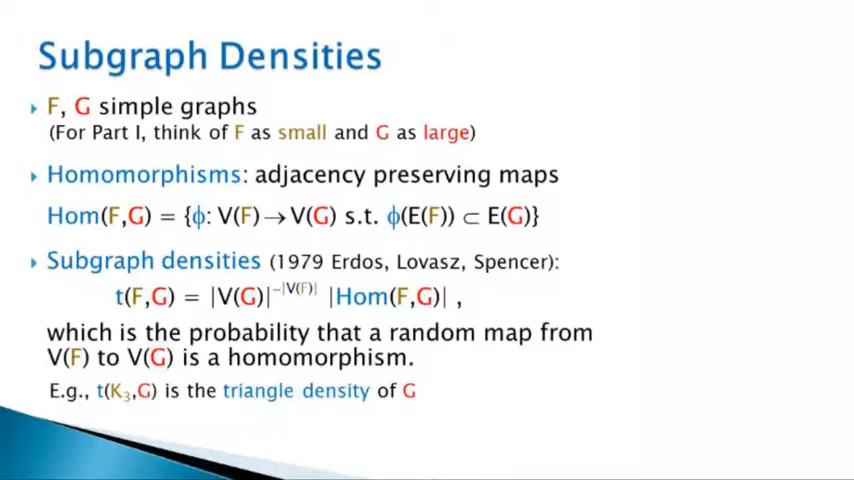 Subgraph Densities
F, G simple graphs
(For Part I, think of F as small and G as large)
Homomorphisms: adjacency preserving maps
Hom(F,G) = {ϕ: V(F)→V(G) s.t. ϕ(E(F)) ⊂ E(G)}
Subgraph densities (1979 Erdos, Lovasz, Spencer):
t(F,G) = |V(G)|⁻|V(F)| |Hom(F,G)| ,
which is the probability that a random map from
V(F) to V(G) is a homomorphism.
E.g., t(K₃,G) is the triangle density of G